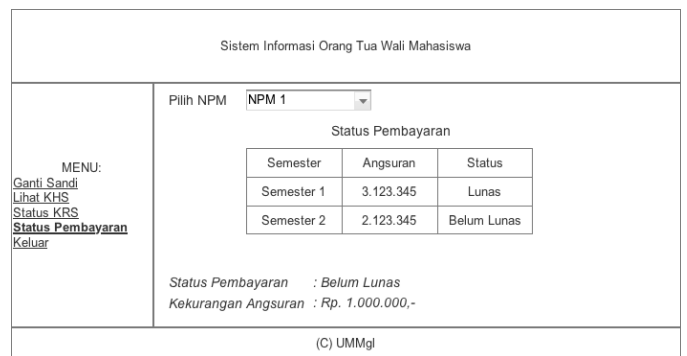 Sistem Informasi Orang Tua Wali Mahasiswa
MENU:
Ganti Sandi
Lihat KHS
Status KRS
Status Pembayaran
Keluar
Pilih NPM NPM 1
Status Pembayaran
Semester Angsuran Status
Semester 1 3.123.345 Lunas
Semester 2 2.123.345 Belum Lunas
Status Pembayaran : Belum Lunas
Kekurangan Angsuran : Rp. 1.000.000,-
(C) UMMgl